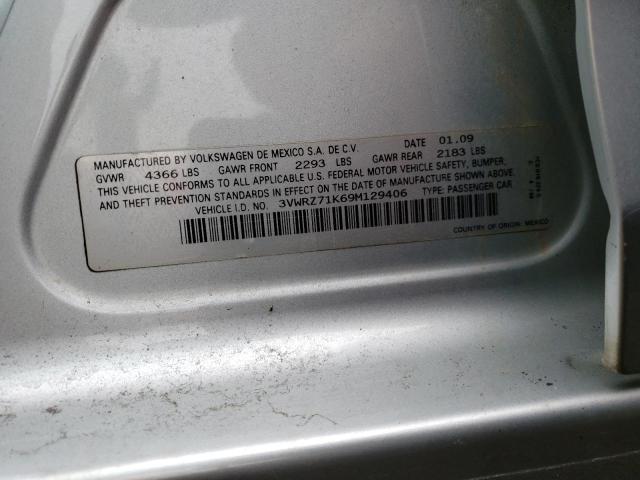 MANUFACTURED BY VOLKSWAGEN DE MEXICO S.A. DE C.V. DATE 01.09
GVWR 4366 LBS GAWR FRONT 2293 LBS GAWR REAR 2183 LBS
THIS VEHICLE CONFORMS TO ALL APPLICABLE U.S. FEDERAL MOTOR VEHICLE SAFETY, BUMPER,
AND THEFT PREVENTION STANDARDS IN EFFECT ON THE DATE OF MANUFACTURE SHOWN ABOVE.
VEHICLE I.D. NO. 3VWRZ71K69M129406 TYPE: PASSENGER CAR
COUNTRY OF ORIGIN: MEXICO